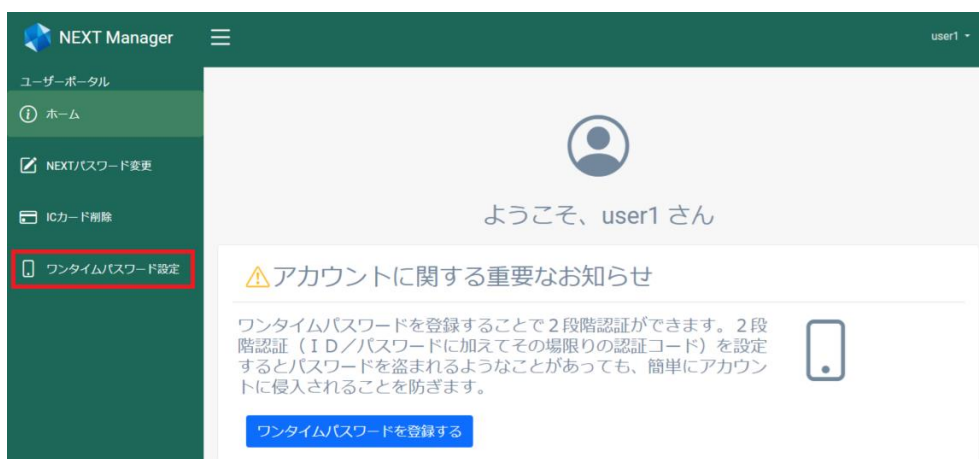 NEXT Manager
user1
ユーザーポータル
ホーム
NEXTパスワード変更
ICカード削除
ワンタイムパスワード設定
ようこそ、user1 さん
アカウントに関する重要なお知らせ
ワンタイムパスワードを登録することで２段階認証ができます。２段
階認証（ＩＤ／パスワードに加えてその場限りの認証コード）を設定
するとパスワードを盗まれるようなことがあっても、簡単にアカウン
トに侵入されることを防ぎます。
ワンタイムパスワードを登録する